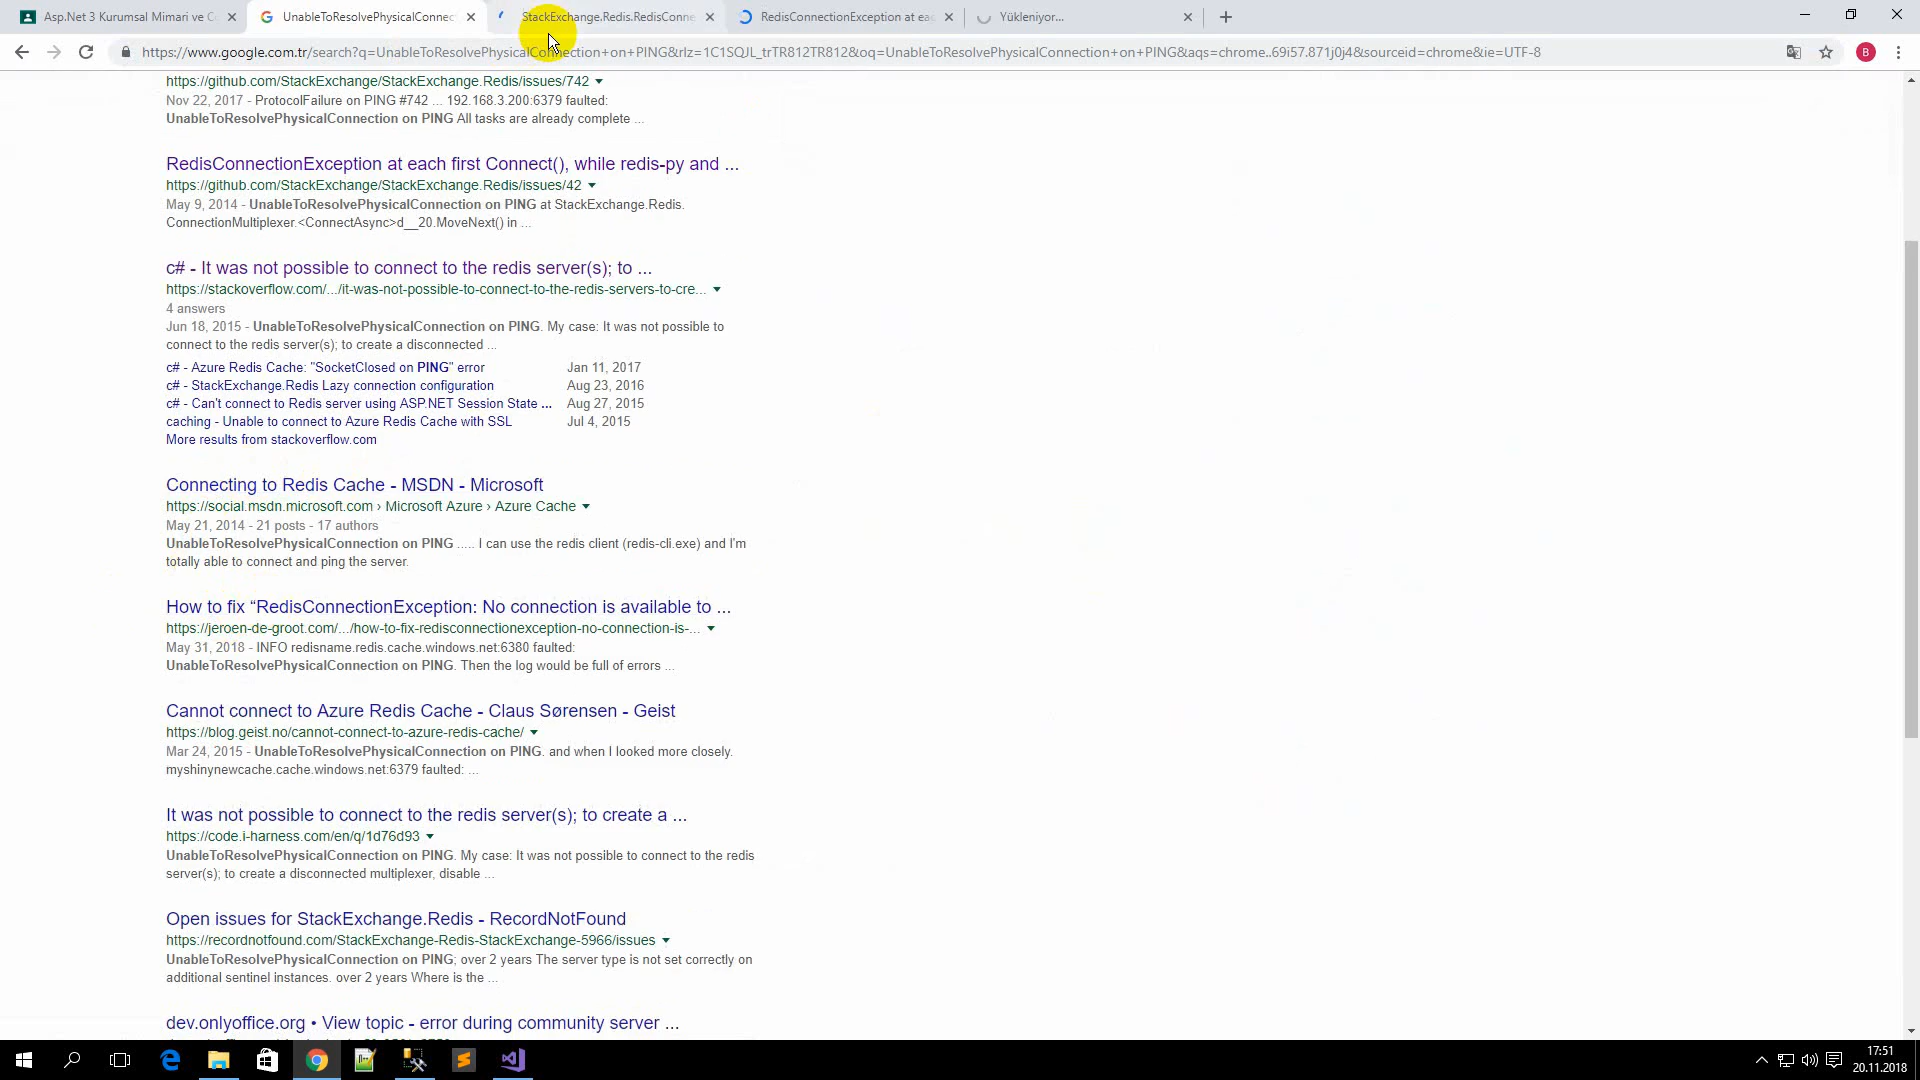 Asp.Net 3 Kurumsal Mimari ve C
UnableToResolvePhysicalConnec
StackExchange.Redis.RedisConne
RedisConnectionException at eac
Yükleniyor...
https://www.google.com.tr/search?q=UnableToResolvePhysicalConnection+on+PING&rlz=1C1SQJL_trTR812TR812&oq=UnableToResolvePhysicalConnection+on+PING&aqs=chrome..69i57.871j0j4&sourceid=chrome&ie=UTF-8
B
https://github.com/StackExchange/StackExchange.Redis/issues/742
Nov 22, 2017 - ProtocolFailure on PING #742 ... 192.168.3.200:6379 faulted:
UnableToResolvePhysicalConnection on PING All tasks are already complete ...
RedisConnectionException at each first Connect(), while redis-py and ...
https://github.com/StackExchange/StackExchange.Redis/issues/42
May 9, 2014 - UnableToResolvePhysicalConnection on PING at StackExchange.Redis.
ConnectionMultiplexer.<ConnectAsync>d__20.MoveNext() in ...
c# - It was not possible to connect to the redis server(s); to ...
https://stackoverflow.com/.../it-was-not-possible-to-connect-to-the-redis-servers-to-cre...
4 answers
Jun 18, 2015 - UnableToResolvePhysicalConnection on PING. My case: It was not possible to
connect to the redis server(s); to create a disconnected ...
c# - Azure Redis Cache: "SocketClosed on PING" error Jan 11, 2017
c# - StackExchange.Redis Lazy connection configuration Aug 23, 2016
c# - Can't connect to Redis server using ASP.NET Session State ... Aug 27, 2015
caching - Unable to connect to Azure Redis Cache with SSL Jul 4, 2015
More results from stackoverflow.com
Connecting to Redis Cache - MSDN - Microsoft
https://social.msdn.microsoft.com › Microsoft Azure › Azure Cache
May 21, 2014 - 21 posts - 17 authors
UnableToResolvePhysicalConnection on PING ..... I can use the redis client (redis-cli.exe) and I'm
totally able to connect and ping the server.
How to fix “RedisConnectionException: No connection is available to ...
https://jeroen-de-groot.com/.../how-to-fix-redisconnectionexception-no-connection-is-...
May 31, 2018 - INFO redisname.redis.cache.windows.net:6380 faulted:
UnableToResolvePhysicalConnection on PING. Then the log would be full of errors ...
Cannot connect to Azure Redis Cache - Claus Sørensen - Geist
https://blog.geist.no/cannot-connect-to-azure-redis-cache/
Mar 24, 2015 - UnableToResolvePhysicalConnection on PING. and when I looked more closely.
myshinynewcache.cache.windows.net:6379 faulted: ...
It was not possible to connect to the redis server(s); to create a ...
https://code.i-harness.com/en/q/1d76d93
UnableToResolvePhysicalConnection on PING. My case: It was not possible to connect to the redis
server(s); to create a disconnected multiplexer, disable ...
Open issues for StackExchange.Redis - RecordNotFound
https://recordnotfound.com/StackExchange-Redis-StackExchange-5966/issues
UnableToResolvePhysicalConnection on PING; over 2 years The server type is not set correctly on
additional sentinel instances. over 2 years Where is the ...
dev.onlyoffice.org • View topic - error during community server ...
17:51
20.11.2018